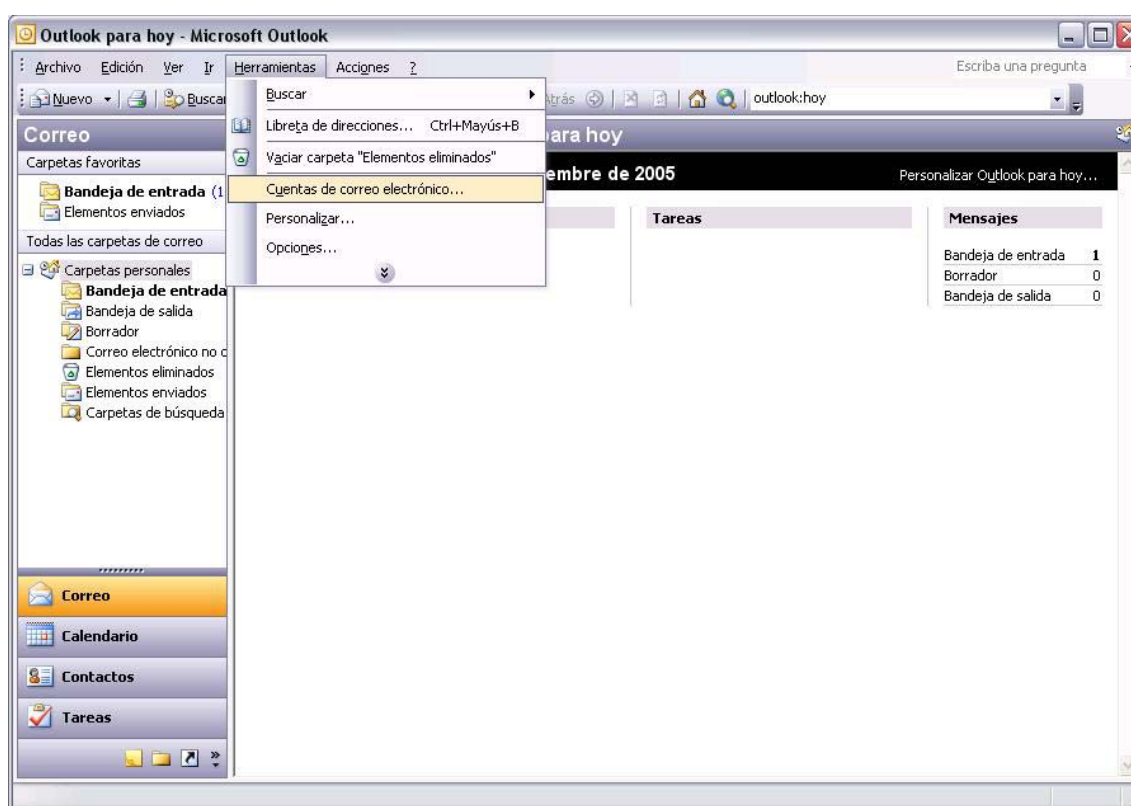 Outlook para hoy - Microsoft Outlook
Archivo Edición Ver Ir Herramientas Acciones ? Escriba una pregunta
Nuevo Buscar Atrás outlook:hoy
Correo para hoy
Carpetas favoritas
Bandeja de entrada (1
Elementos enviados
Todas las carpetas de correo
Carpetas personales
Bandeja de entrada
Bandeja de salida
Borrador
Correo electrónico no
Elementos eliminados
Elementos enviados
Carpetas de búsqueda
Buscar
Libreta de direcciones... Ctrl+Mayús+B
Vaciar carpeta "Elementos eliminados"
Cuentas de correo electrónico...
Personalizar...
Opciones...
de 2005 Personalizar Outlook para hoy...
Tareas
Mensajes
Bandeja de entrada 1
Borrador 0
Bandeja de salida 0
Correo
Calendario
Contactos
Tareas